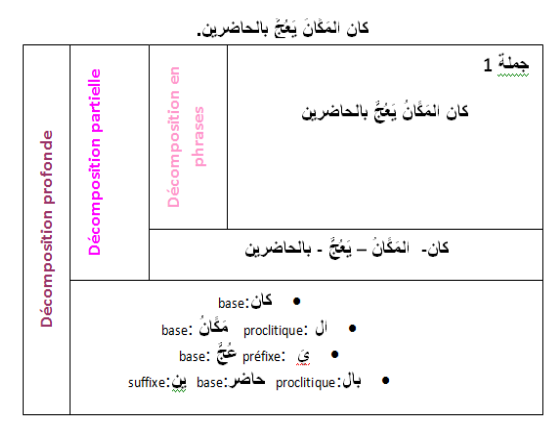 كان المَكَانَ يَعُجَّ بالحاضرين.
Décomposition profonde
Décomposition partielle
Décomposition en
phrases
جملة 1
كان المَكَانُ يَعُجَّ بالحاضرين
كان- المَكَانُ – يَعُجَّ - بالحاضرين
• كان:base
• ال :proclitique مَكَانُ :base
• يَ :préfixe عُجَّ :base
• بال:proclitique حاضر:base ين:suffixe